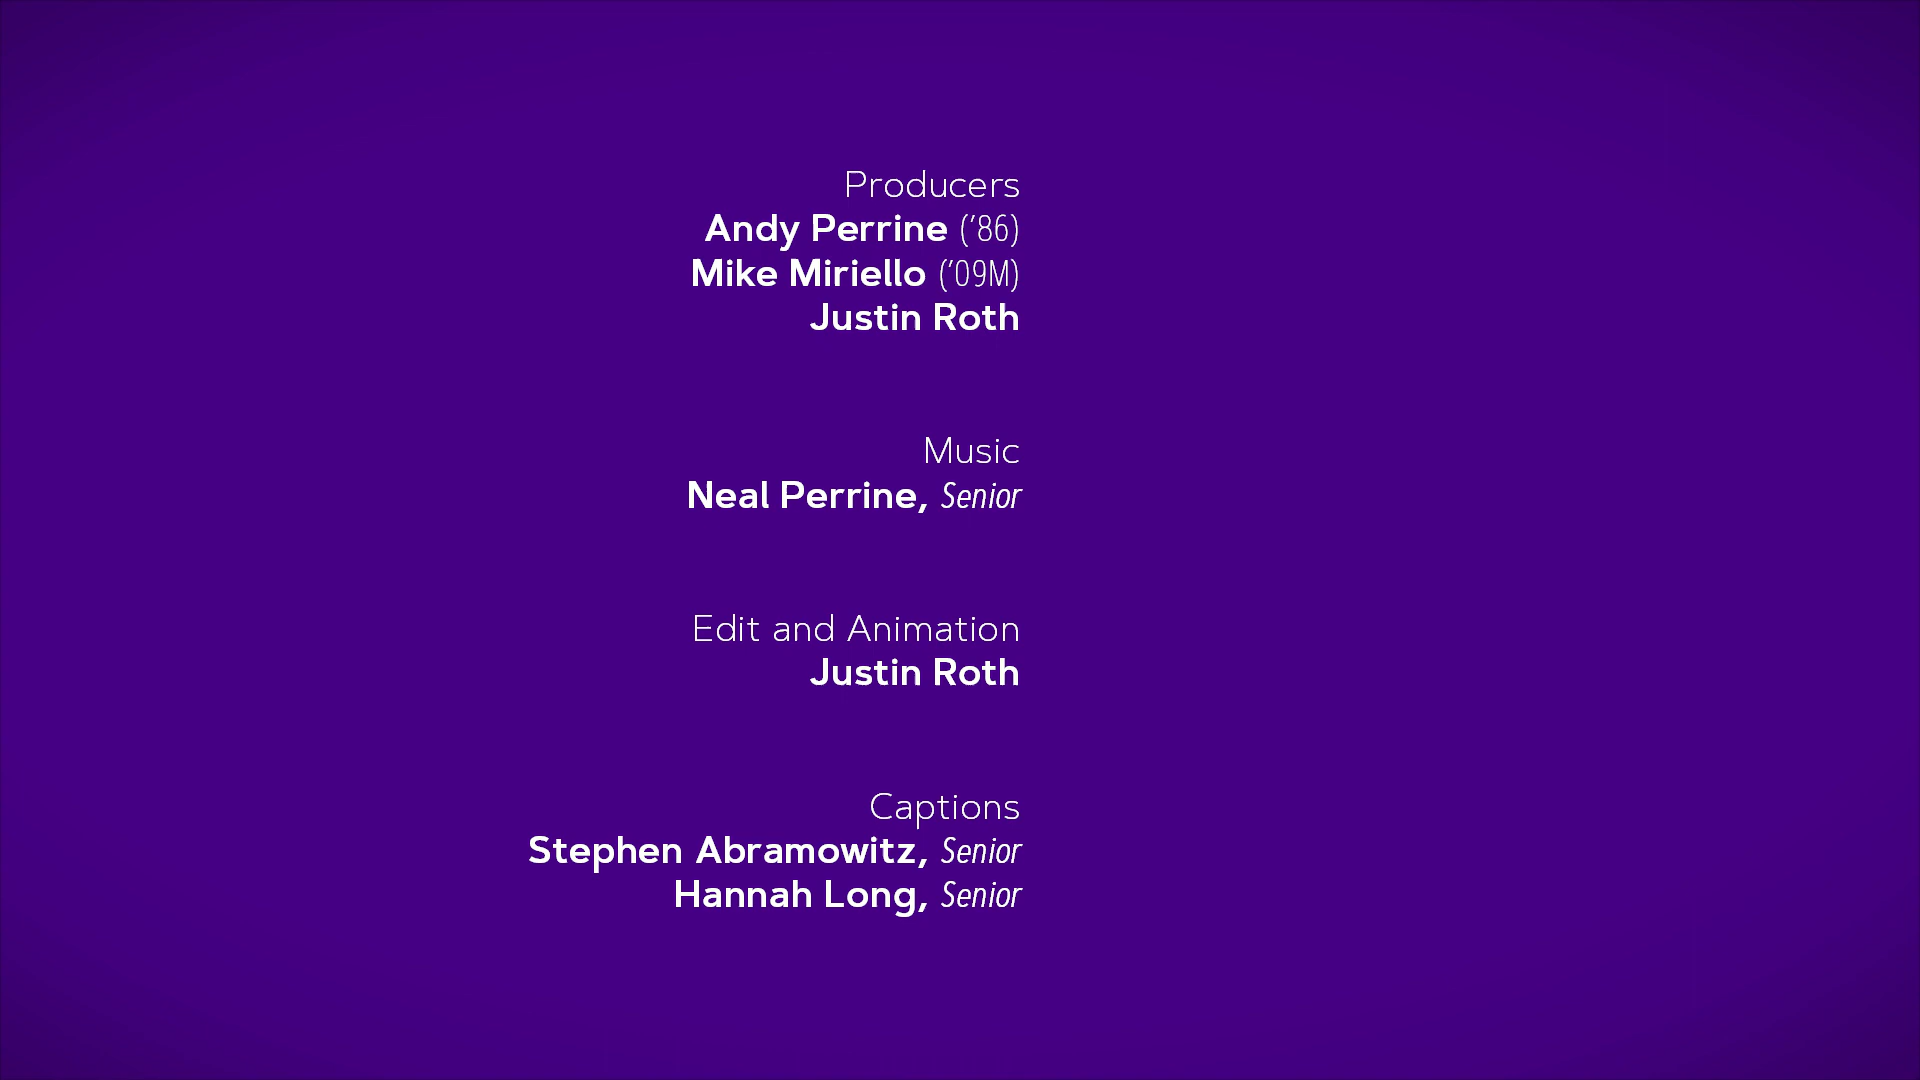 Producers
Andy Perrine (’86)
Mike Miriello (’09M)
Justin Roth
Music
Neal Perrine, Senior
Edit and Animation
Justin Roth
Captions
Stephen Abramowitz, Senior
Hannah Long, Senior